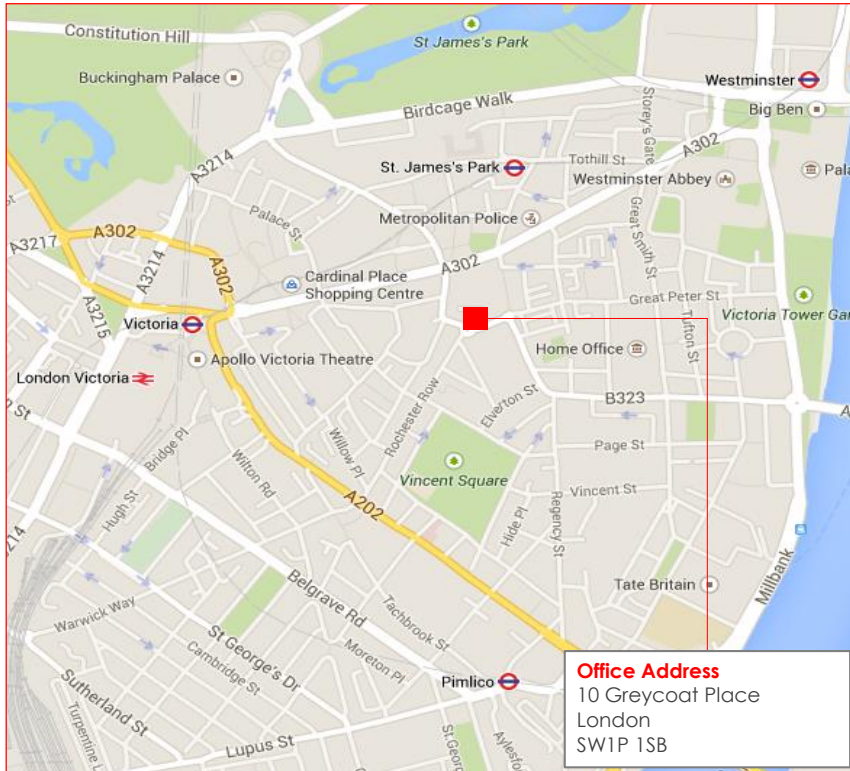 Constitution Hill
St James's Park
Buckingham Palace
Westminster
Birdcage Walk
Storey's Gate
Big Ben
A3214
A302
St. James's Park
Tothill St
Westminster Abbey
Metropolitan Police
Palace St
Great Smith St
A3217
A302
A3214
A302
A302
Cardinal Place
Shopping Centre
Great Peter St
Victoria Tower Gar
A3215
Victoria
Tufton St
Apollo Victoria Theatre
Home Office
London Victoria
Rochester Row
Elverton St
B323
Bridge Pl
Willow Pl
Page St
Wilton Rd
Vincent Square
Vincent St
Hugh St
A202
Hide Pl
Regency St
Belgrave Rd
Tate Britain
Millbank
Warwick Way
St George's Dr
Tachbrook St
Cambridge St
Moreton Pl
Pimlico
Sutherland St
Lupus St
Office Address
10 Greycoat Place
London
SW1P 1SB